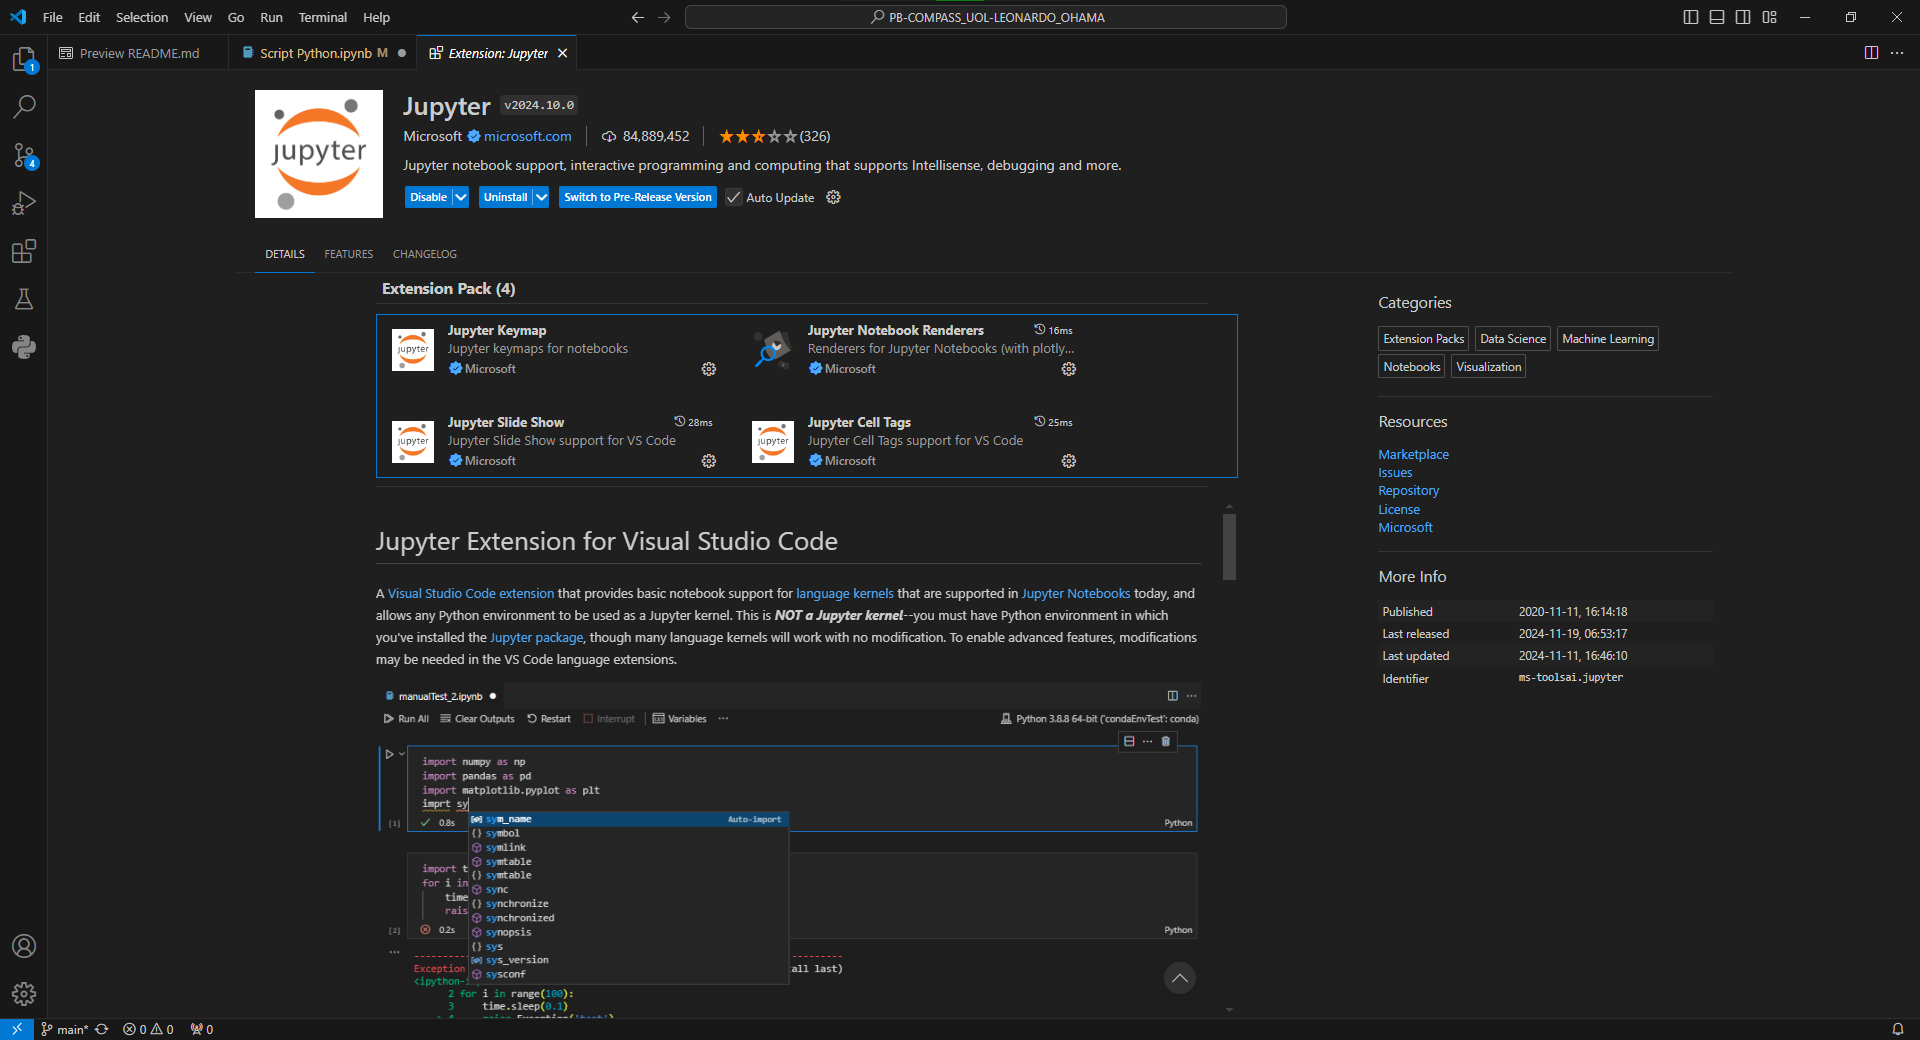 File Edit Selection View Go Run Terminal Help
PB-COMPASS_UOL-LEONARDO_OHAMA
Preview README.md
Script Python.ipynb M
Extension: Jupyter
1
4
jupyter
Jupyter v2024.10.0
Microsoft microsoft.com 84,889,452 (326)
Jupyter notebook support, interactive programming and computing that supports Intellisense, debugging and more.
Disable Uninstall Switch to Pre-Release Version Auto Update
DETAILS FEATURES CHANGELOG
Extension Pack (4)
jupyter
Jupyter Keymap
Jupyter keymaps for notebooks
Microsoft
Jupyter Notebook Renderers 16ms
Renderers for Jupyter Notebooks (with plotly...
Microsoft
jupyter
Jupyter Slide Show 28ms
Jupyter Slide Show support for VS Code
Microsoft
jupyter
Jupyter Cell Tags 25ms
Jupyter Cell Tags support for VS Code
Microsoft
Jupyter Extension for Visual Studio Code
A Visual Studio Code extension that provides basic notebook support for language kernels that are supported in Jupyter Notebooks today, and
allows any Python environment to be used as a Jupyter kernel. This is NOT a Jupyter kernel--you must have Python environment in which
you've installed the Jupyter package, though many language kernels will work with no modification. To enable advanced features, modifications
may be needed in the VS Code language extensions.
manualTest_2.ipynb
Run All Clear Outputs Restart Interrupt Variables ...
Python 3.8.8 64-bit ('condaEnvTest': conda)
import numpy as np
import pandas as pd
import matplotlib.pyplot as plt
imprt sy
[1] 0.8s Python
sym_name Auto-import
symbol
symlink
symtable
symtable
sync
synchronize
synchronized
synopsis
sys
sys_version
sysconf
import t
for i in
time
rais
[2] 0.2s Python
...
Exception all last)
<ipython-i
2 for i in range(100):
3 time.sleep(0.1)
Categories
Extension Packs Data Science Machine Learning
Notebooks Visualization
Resources
Marketplace
Issues
Repository
License
Microsoft
More Info
Published 2020-11-11, 16:14:18
Last released 2024-11-19, 06:53:17
Last updated 2024-11-11, 16:46:10
Identifier ms-toolsai.jupyter
main* 0 0 0